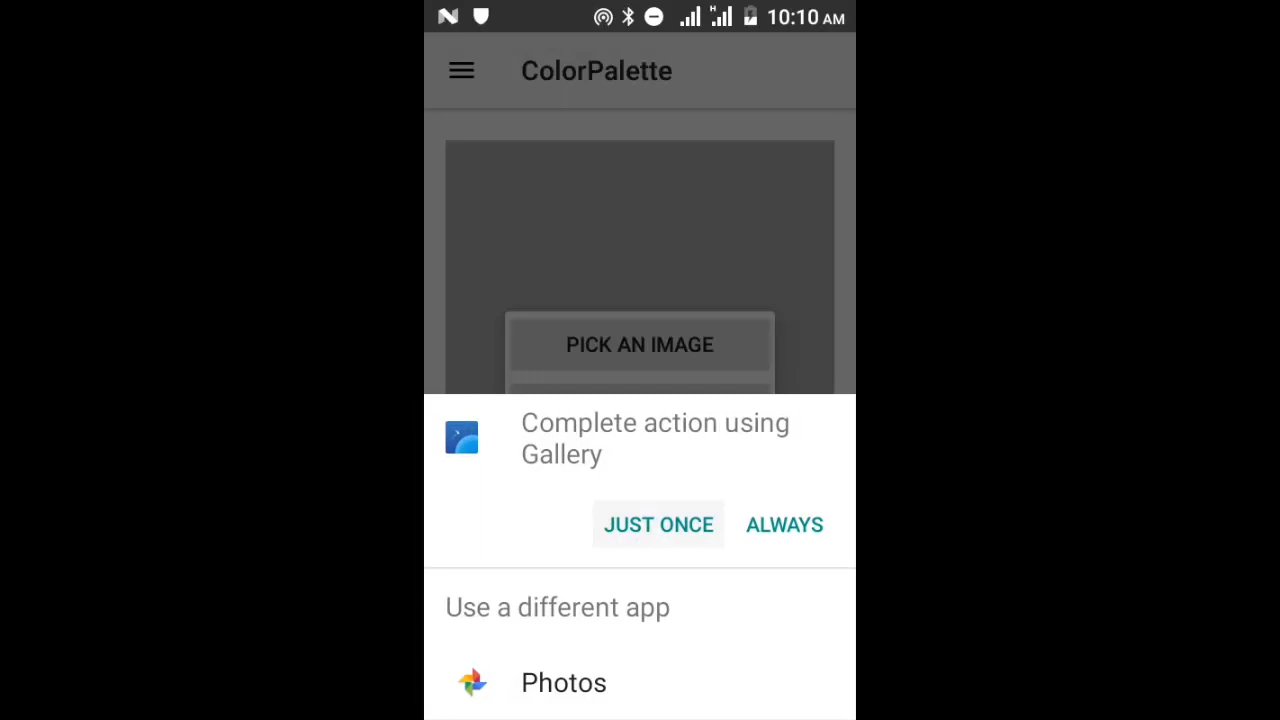 H 10:10 AM
ColorPalette
PICK AN IMAGE
Complete action using
Gallery
JUST ONCE ALWAYS
Use a different app
Photos